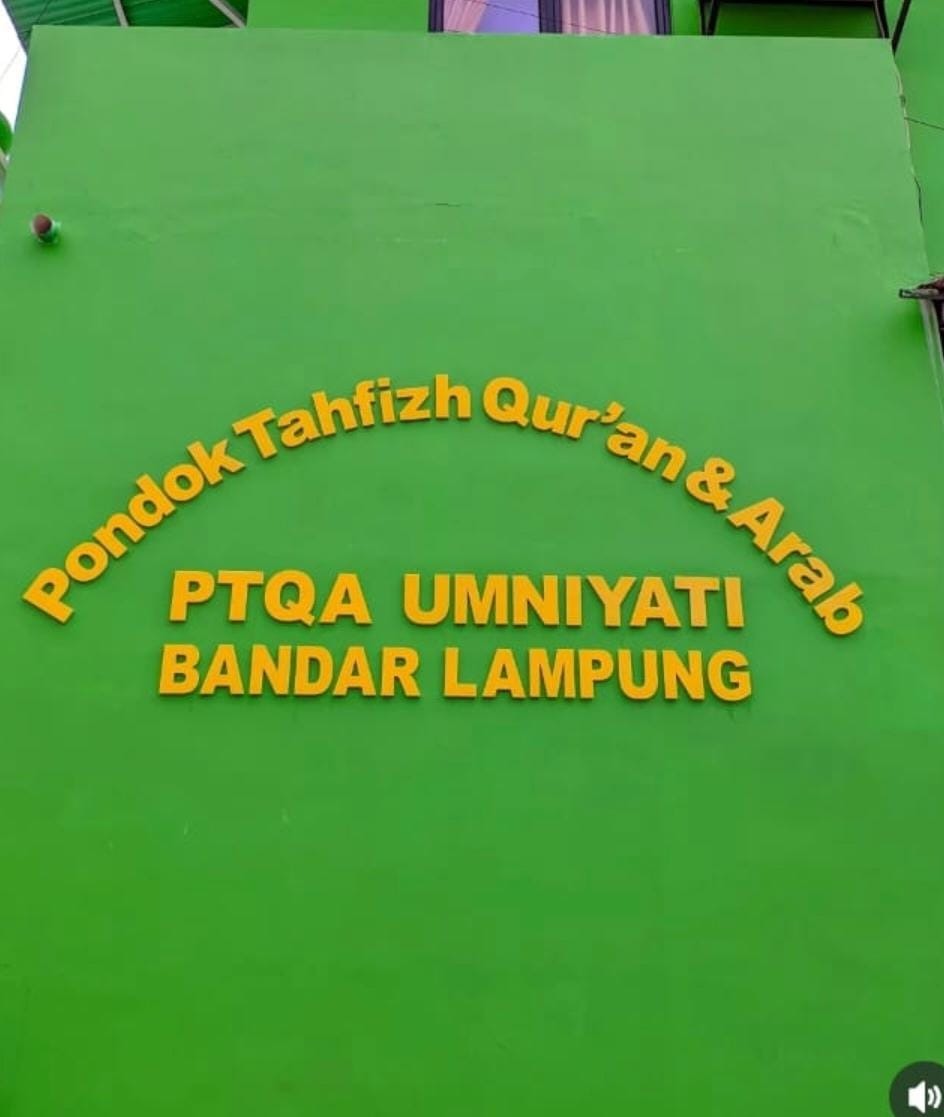 Pondok Tahfizh Qur'an & Arab
PTQA UMNIYATI
BANDAR LAMPUNG